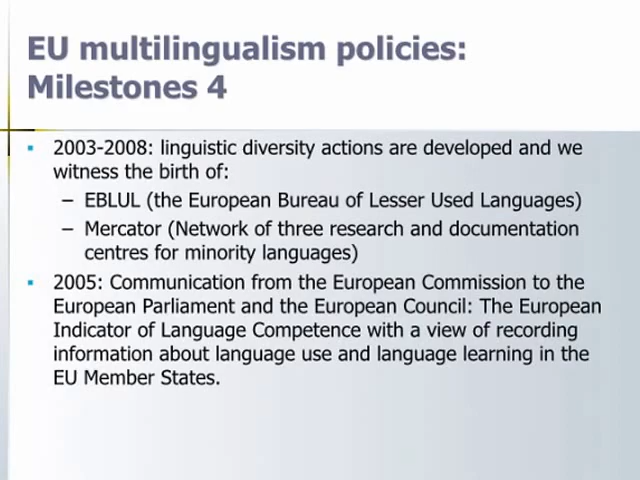 EU multilingualism policies:
Milestones 4
▪ 2003-2008: linguistic diversity actions are developed and we
witness the birth of:
– EBLUL (the European Bureau of Lesser Used Languages)
– Mercator (Network of three research and documentation
centres for minority languages)
▪ 2005: Communication from the European Commission to the
European Parliament and the European Council: The European
Indicator of Language Competence with a view of recording
information about language use and language learning in the
EU Member States.